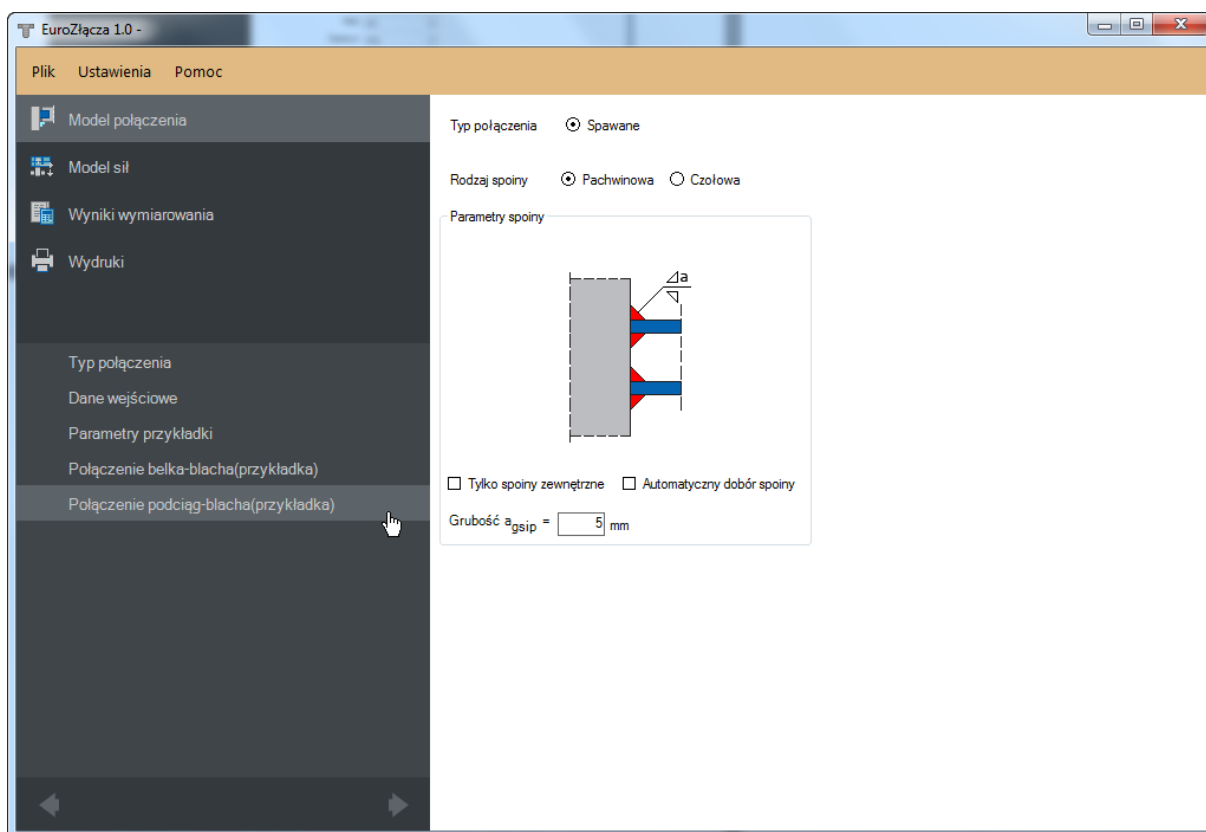 EuroZłącza 1.0 -
Plik Ustawienia Pomoc
Model połączenia
Model sił
Wyniki wymiarowania
Wydruki
Typ połączenia
Dane wejściowe
Parametry przykładki
Połączenie belka-blacha(przykładka)
Połączenie podciąg-blacha(przykładka)
Typ połączenia Spawane
Rodzaj spoiny Pachwinowa Czołowa
Parametry spoiny
a
Tylko spoiny zewnętrzne Automatyczny dobór spoiny
Grubość agsip = 5 mm